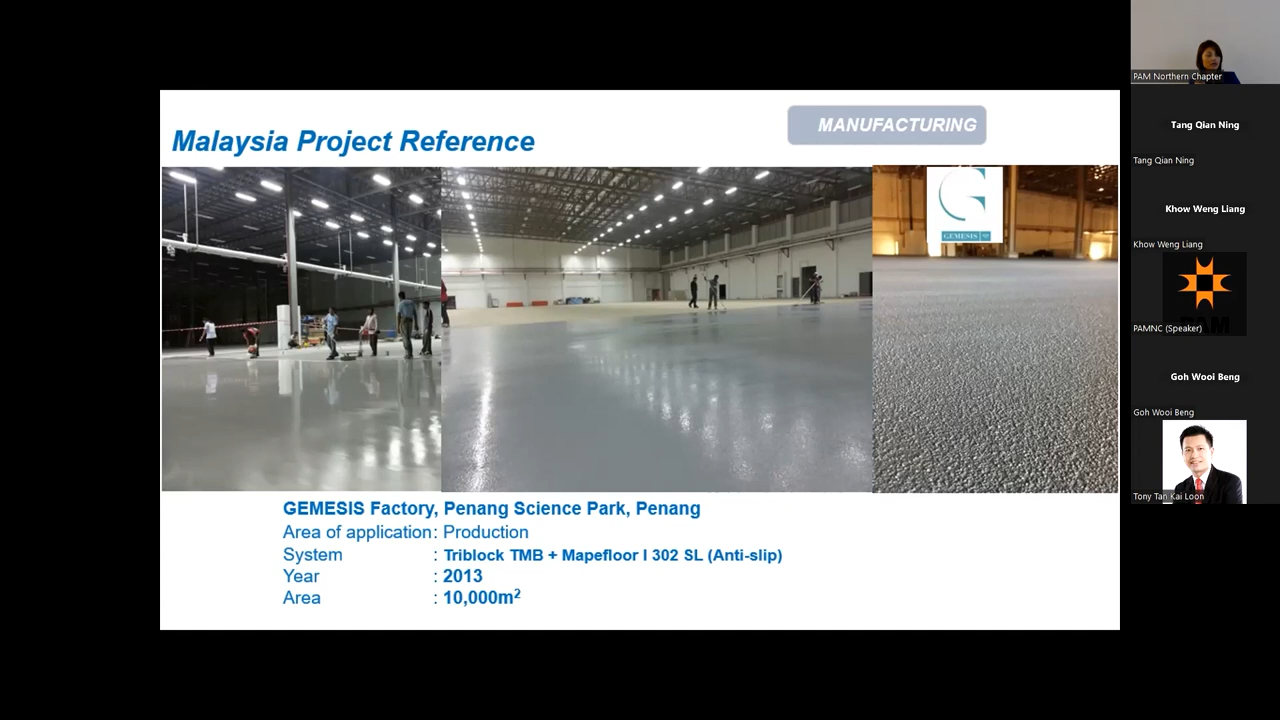 Malaysia Project Reference
MANUFACTURING
GEMESIS
GEMESIS Factory, Penang Science Park, Penang
Area of application: Production
System : Triblock TMB + Mapefloor I 302 SL (Anti-slip)
Year : 2013
Area : 10,000m²
PAM Northern Chapter
Tang Qian Ning
Tang Qian Ning
Khow Weng Liang
Khow Weng Liang
PAM
PAMNC (Speaker)
Goh Wooi Beng
Goh Wooi Beng
Tony Tan Kai Loon